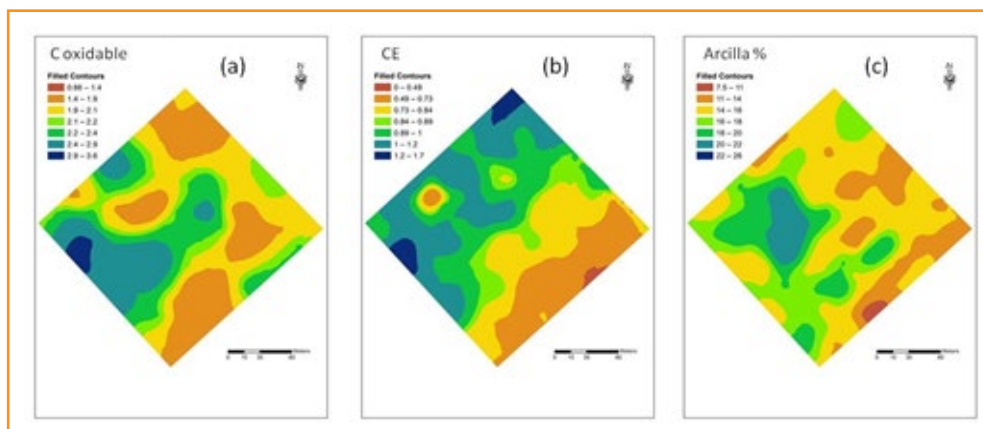 C oxidable
(a)
N
Filled Contours
0.66 – 1.4
1.4 – 1.9
1.9 – 2.1
2.1 – 2.2
2.2 – 2.4
2.4 – 2.9
2.9 – 3.6
Meters
CE
(b)
N
Filled Contours
0 – 0.49
0.49 – 0.73
0.73 – 0.84
0.84 – 0.89
0.89 – 1
1 – 1.2
1.2 – 1.7
Meters
Arcilla %
(c)
N
Filled Contours
7.5 – 11
11 – 14
14 – 16
16 – 18
18 – 20
20 – 22
22 – 26
Meters